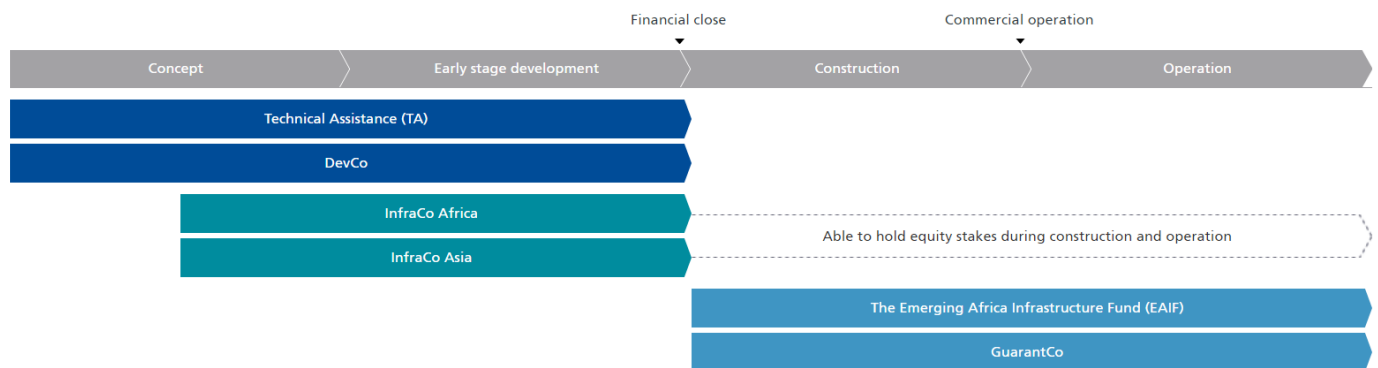 Financial close
Commercial operation
Concept
Early stage development
Construction
Operation
Technical Assistance (TA)
DevCo
InfraCo Africa
Able to hold equity stakes during construction and operation
InfraCo Asia
The Emerging Africa Infrastructure Fund (EAIF)
GuarantCo